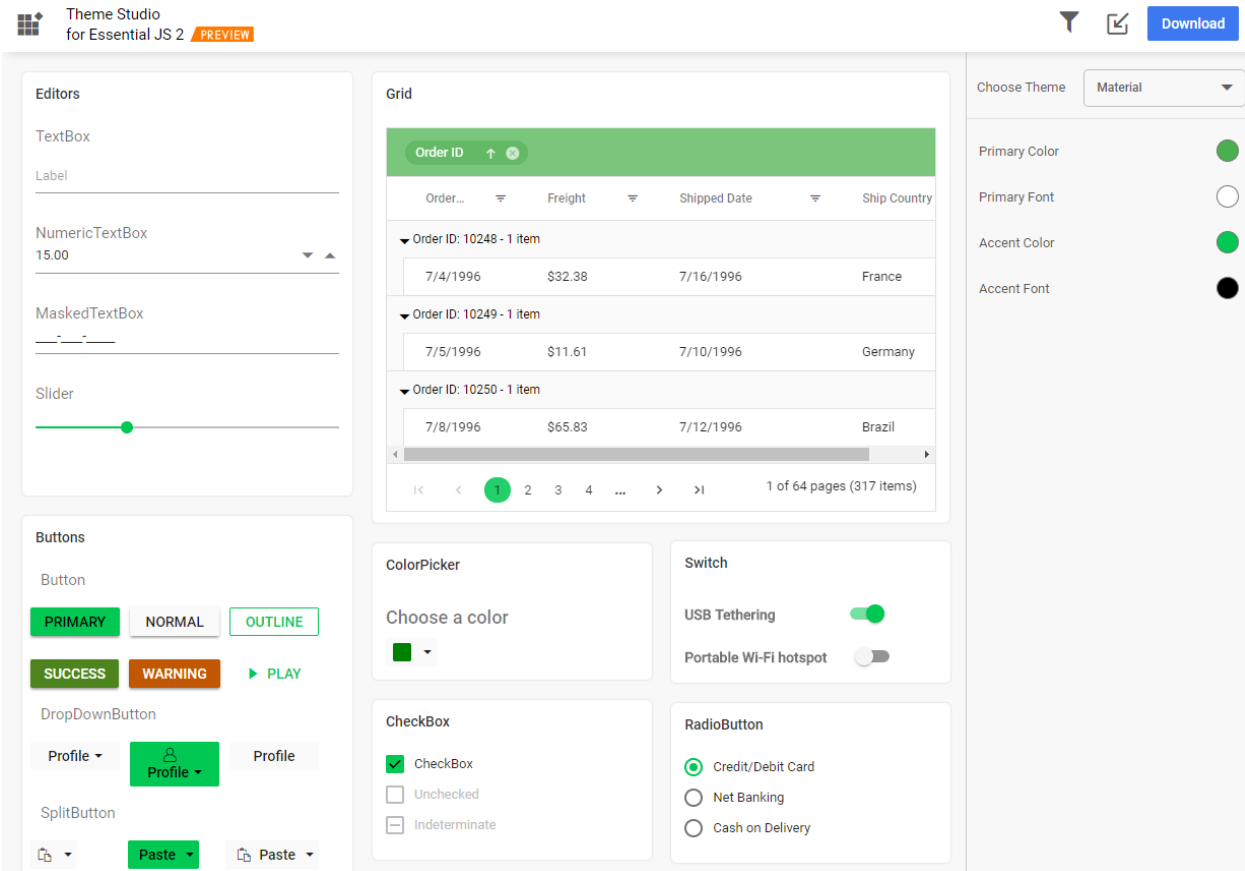 Theme Studio
for Essential JS 2 PREVIEW
Download
Editors
TextBox
Label
NumericTextBox
15.00
MaskedTextBox
___-___-____
Slider
Grid
Order ID
Order... Freight Shipped Date Ship Country
Order ID: 10248 - 1 item
7/4/1996 $32.38 7/16/1996 France
Order ID: 10249 - 1 item
7/5/1996 $11.61 7/10/1996 Germany
Order ID: 10250 - 1 item
7/8/1996 $65.83 7/12/1996 Brazil
1 2 3 4 ... 1 of 64 pages (317 items)
Choose Theme Material
Primary Color
Primary Font
Accent Color
Accent Font
Buttons
Button
PRIMARY NORMAL OUTLINE
SUCCESS WARNING PLAY
DropDownButton
Profile Profile Profile
SplitButton
Paste Paste
ColorPicker
Choose a color
Switch
USB Tethering
Portable Wi-Fi hotspot
CheckBox
CheckBox
Unchecked
Indeterminate
RadioButton
Credit/Debit Card
Net Banking
Cash on Delivery